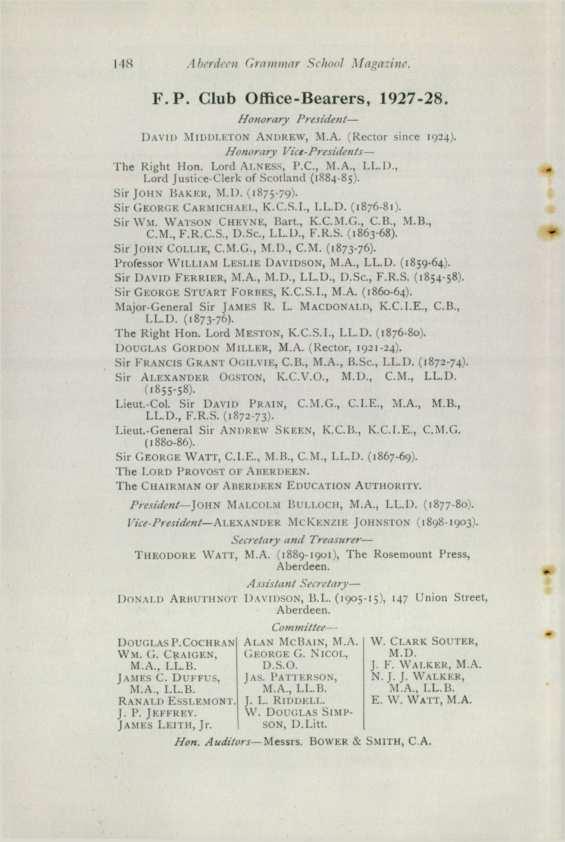 148 Aberdeen Grammar School Magazine.
F.P. Club Office-Bearers, 1927-28.
Honorary President—
DAVID MIDDLETON ANDREW, M.A. (Rector since 1924).
Honorary Vice-Presidents—
The Right Hon. Lord ALNESS, P.C., M.A., LL.D.,
Lord Justice-Clerk of Scotland (1884-85).
Sir JOHN BAKER, M.D. (1875-79).
Sir GEORGE CARMICHAEL, K.C.S.I., LL.D. (1876-81).
Sir WM. WATSON CHEYNE, Bart., K.C.M.G., C.B., M.B.,
C.M., F.R.C.S., D.Sc., LL.D., F.R.S. (1863-68).
Sir JOHN COLLIE, C.M.G., M.D., C.M. (1873-76).
Professor WILLIAM LESLIE DAVIDSON, M.A., LL.D. (1859-64).
Sir DAVID FERRIER, M.A., M.D., LL.D., D.Sc., F.R.S. (1854-58).
Sir GEORGE STUART FORBES, K.C.S.I., M.A. (1860-64).
Major-General Sir JAMES R. L. MACDONALD, K.C.I.E., C.B.,
LL.D. (1873-76).
The Right Hon. Lord MESTON, K.C.S.I., LL.D. (1876-80).
DOUGLAS GORDON MILLER, M.A. (Rector, 1921-24).
Sir FRANCIS GRANT OGILVIE, C.B., M.A., B.Sc., LL.D. (1872-74).
Sir ALEXANDER OGSTON, K.C.V.O., M.D., C.M., LL.D.
(1855-58).
Lieut.-Col. Sir DAVID PRAIN, C.M.G., C.I.E., M.A., M.B.,
LL.D., F.R.S. (1872-73).
Lieut.-General Sir ANDREW SKEEN, K.C.B., K.C.I.E., C.M.G.
(1880-86).
Sir GEORGE WATT, C.I.E., M.B., C.M., LL.D. (1867-69).
The LORD PROVOST OF ABERDEEN.
The CHAIRMAN OF ABERDEEN EDUCATION AUTHORITY.
President—JOHN MALCOLM BULLOCH, M.A., LL.D. (1877-80).
Vice-President—ALEXANDER MCKENZIE JOHNSTON (1898-1903).
Secretary and Treasurer—
THEODORE WATT, M.A. (1889-1901), The Rosemount Press,
Aberdeen.
Assistant Secretary—
DONALD ARBUTHNOT DAVIDSON, B.L. (1905-15), 147 Union Street,
Aberdeen.
Committee—
DOUGLAS P. COCHRAN
WM. G. CRAIGEN,
M.A., LL.B.
JAMES C. DUFFUS,
M.A., LL.B.
RANALD ESSLEMONT.
J. P. JEFFREY.
JAMES LEITH, Jr.
ALAN MCBAIN, M.A.
GEORGE G. NICOL,
D.S.O.
JAS. PATTERSON,
M.A., LL.B.
J. L. RIDDELL.
W. DOUGLAS SIMP-
SON, D.Litt.
W. CLARK SOUTER,
M.D.
J. F. WALKER, M.A.
N. J. J. WALKER,
M.A., LL.B.
E. W. WATT, M.A.
Hon. Auditors—Messrs. BOWER & SMITH, C.A.